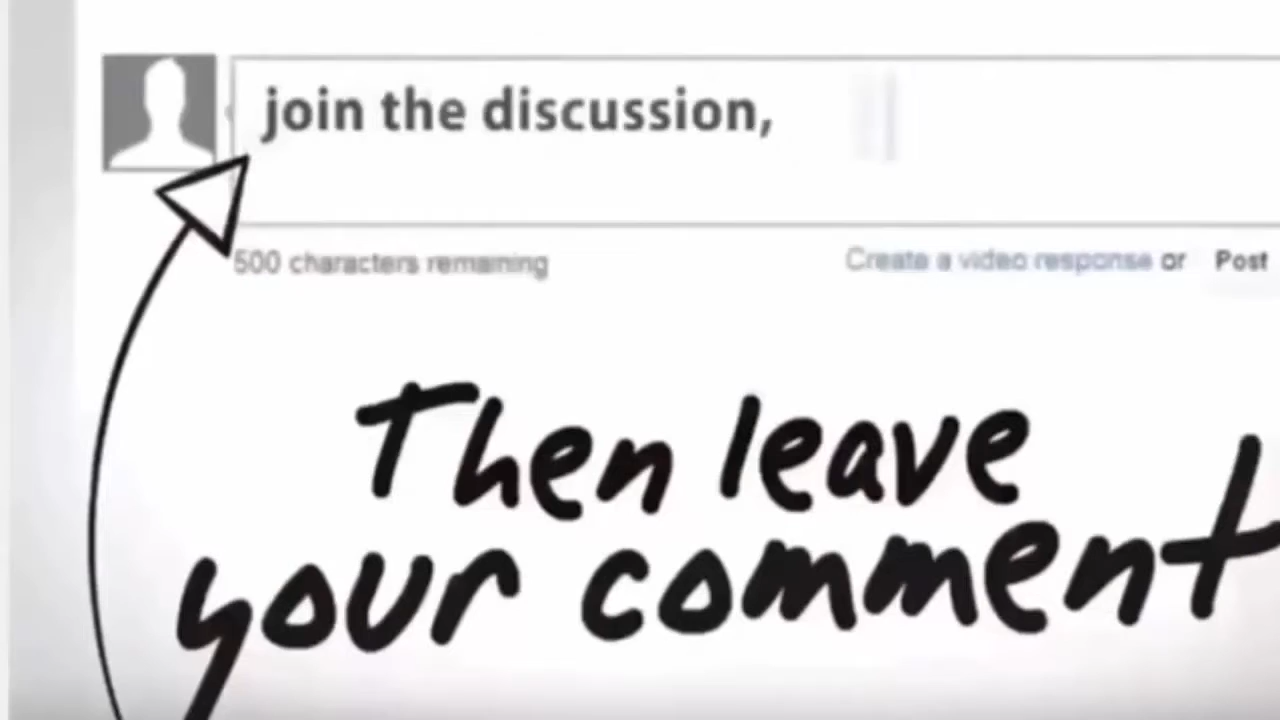 join the discussion,
500 characters remaining
Create a video response or Post
Then leave
your comment